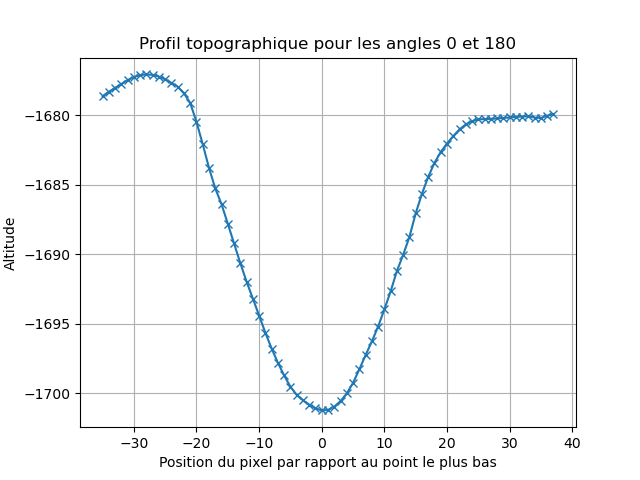 Profil topographique pour les angles 0 et 180
−1680
−1685
−1690
−1695
−1700
Altitude
−30 −20 −10 0 10 20 30 40
Position du pixel par rapport au point le plus bas